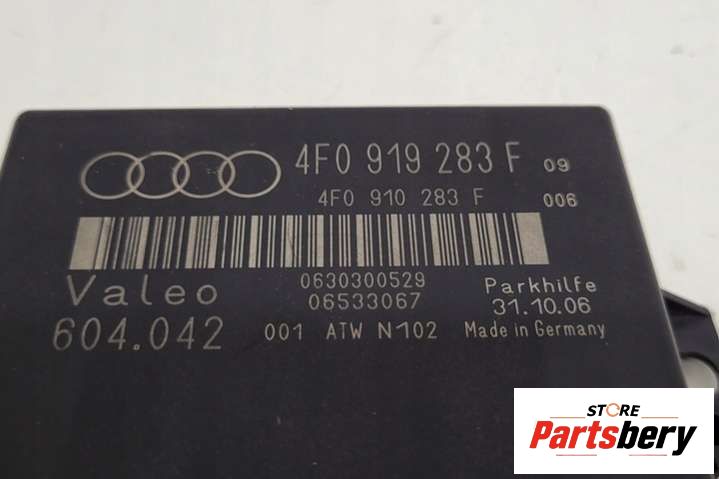 4F0 919 283 F 09
4F0 910 283 F 006
Valeo 0630300529 Parkhilfe
06533067 31.10.06
604.042 001 ATW N102 Made in Germany
STORE
Partsbery